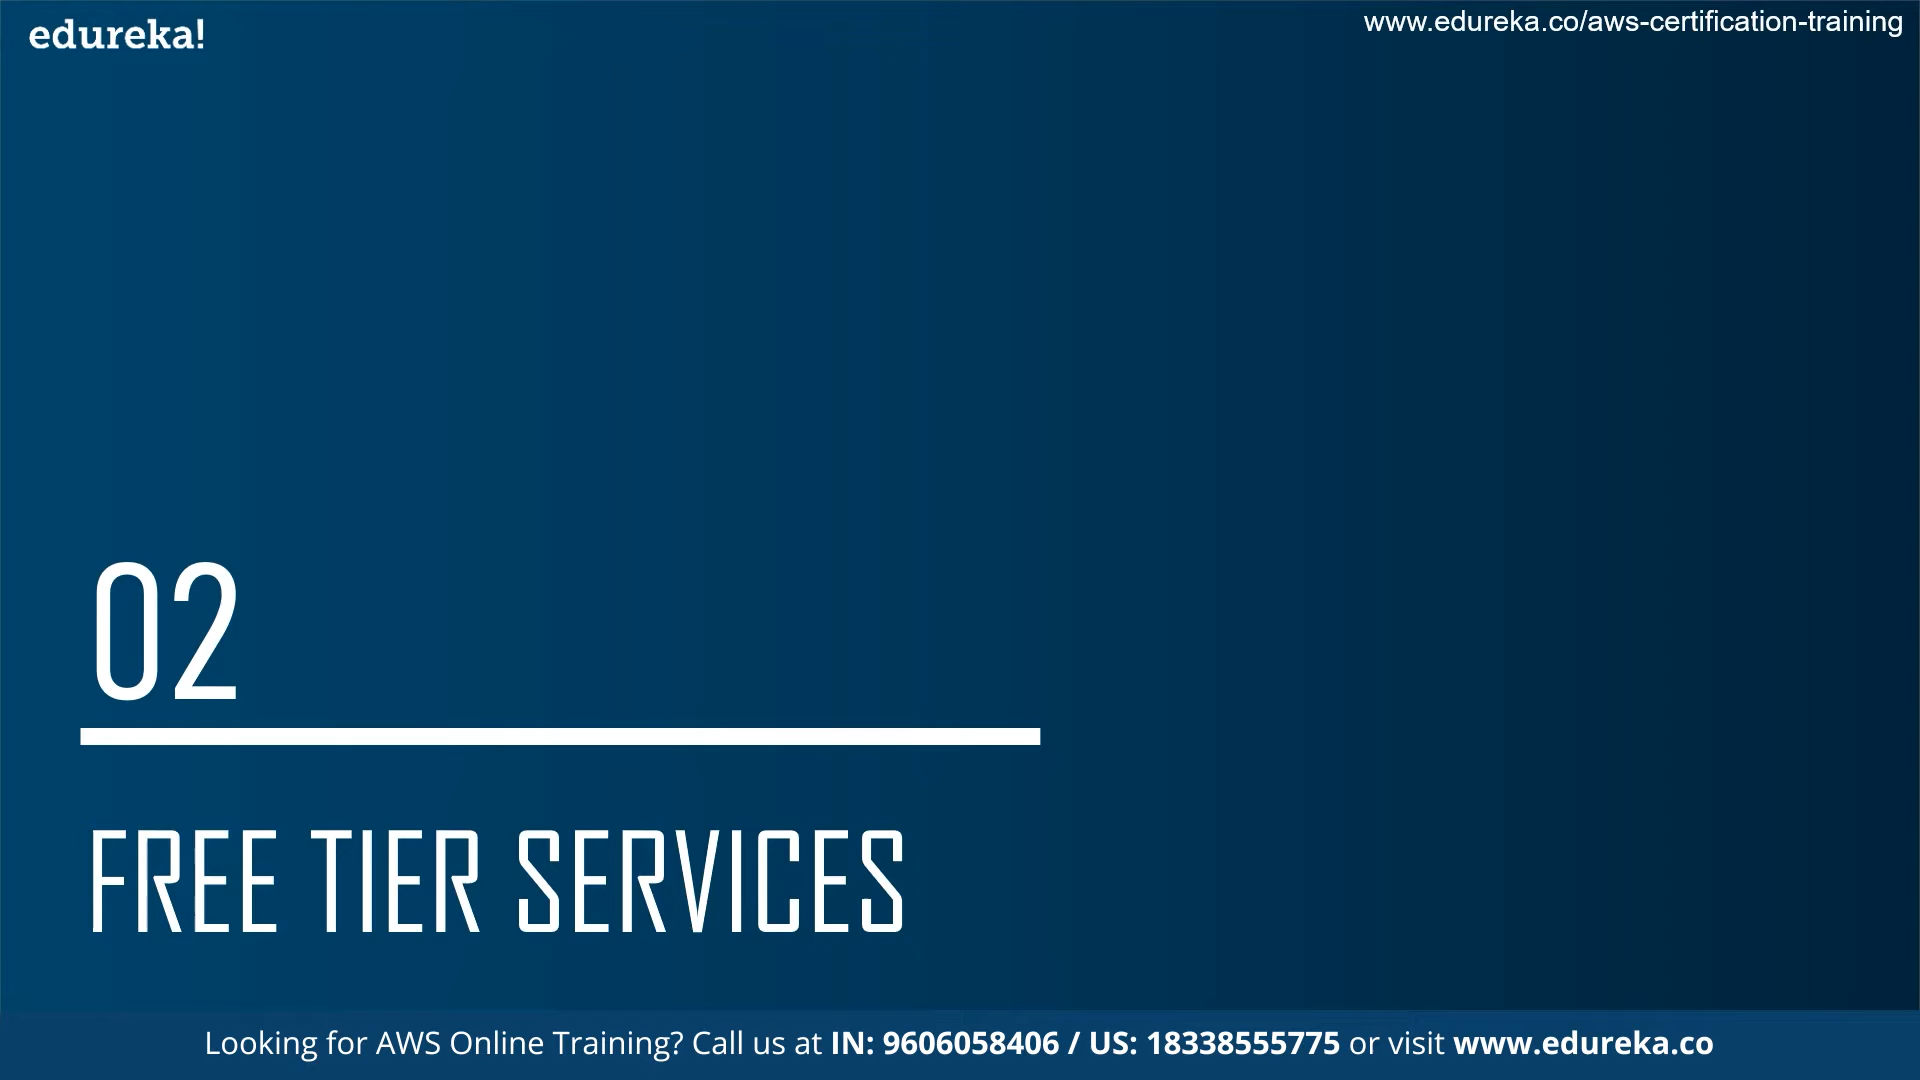 edureka!
www.edureka.co/aws-certification-training
02
FREE TIER SERVICES
Looking for AWS Online Training? Call us at IN: 9606058406 / US: 18338555775 or visit www.edureka.co